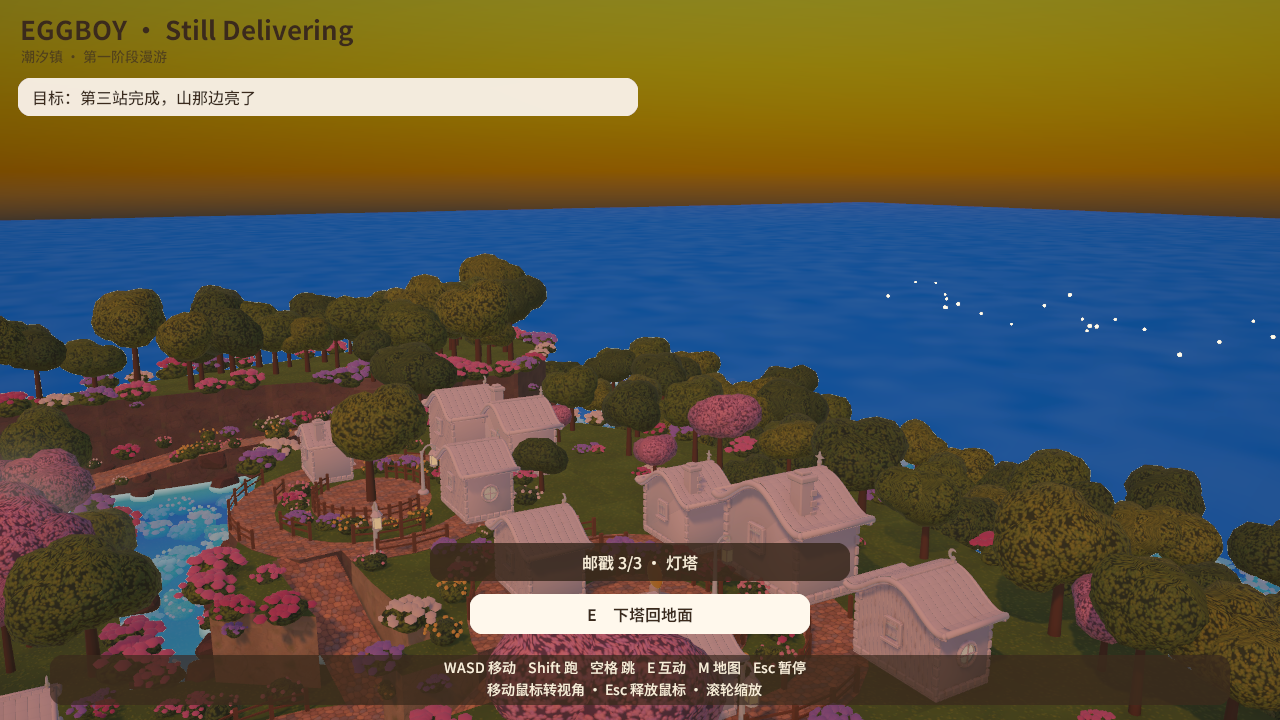 EGGBOY • Still Delivering
潮汐镇 • 第一阶段漫游
目标：第三站完成，山那边亮了
邮戳 3/3 • 灯塔
E 下塔回地面
WASD 移动 Shift 跑 空格 跳 E 互动 M 地图 Esc 暂停
移动鼠标转视角 • Esc 释放鼠标 • 滚轮缩放